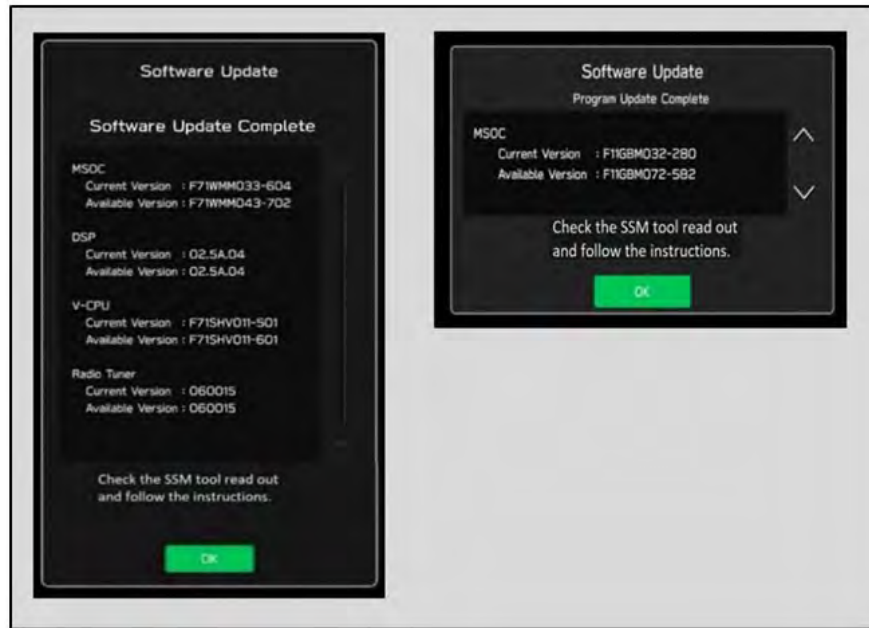 Software Update
Software Update Complete
MSOC
Current Version : F71WMM033-604
Available Version : F71WMM043-702
DSP
Current Version : 02.5A.04
Available Version : 02.5A.04
V-CPU
Current Version : F71SHV011-501
Available Version : F71SHV011-601
Radio Tuner
Current Version : 060015
Available Version : 060015
Check the SSM tool read out
and follow the instructions.
OK
Software Update
Program Update Complete
MSOC
Current Version : F11GBM032-280
Available Version : F11GBM072-582
Check the SSM tool read out
and follow the instructions.
OK